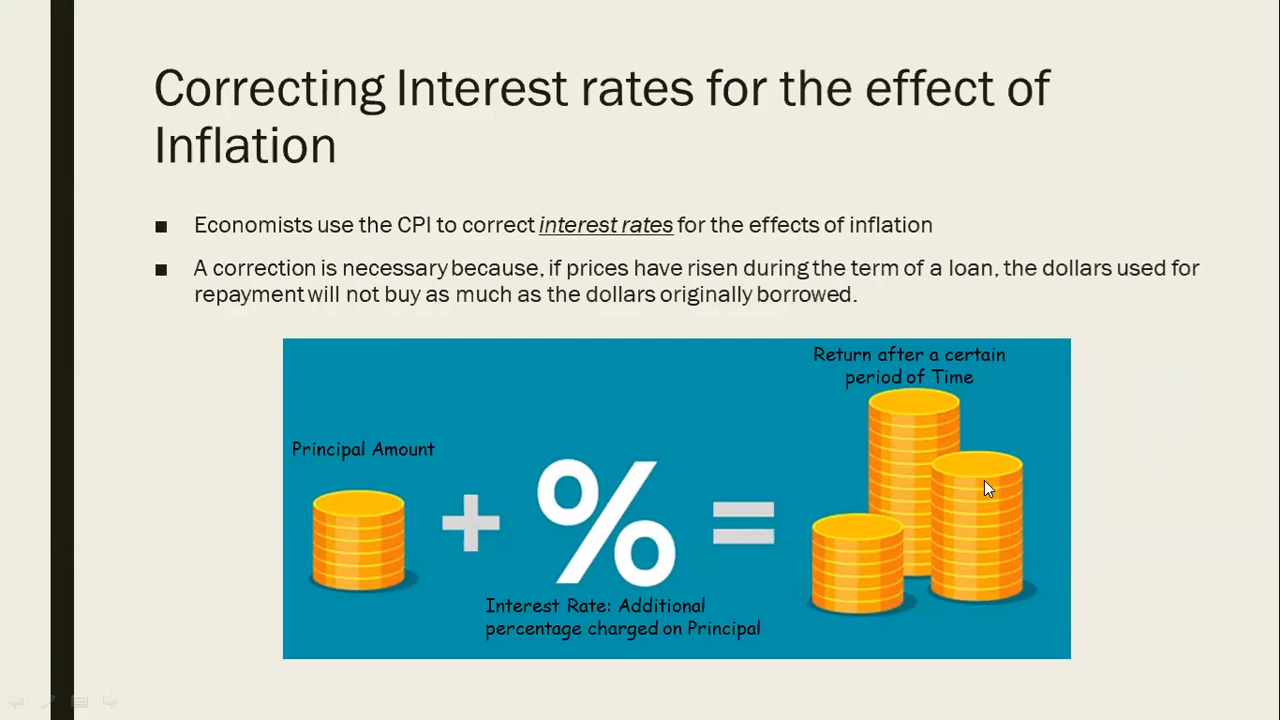 Correcting Interest rates for the effect of
Inflation
■ Economists use the CPI to correct interest rates for the effects of inflation
■ A correction is necessary because, if prices have risen during the term of a loan, the dollars used for
repayment will not buy as much as the dollars originally borrowed.
Return after a certain
period of Time
Principal Amount
+ % =
Interest Rate: Additional
percentage charged on Principal